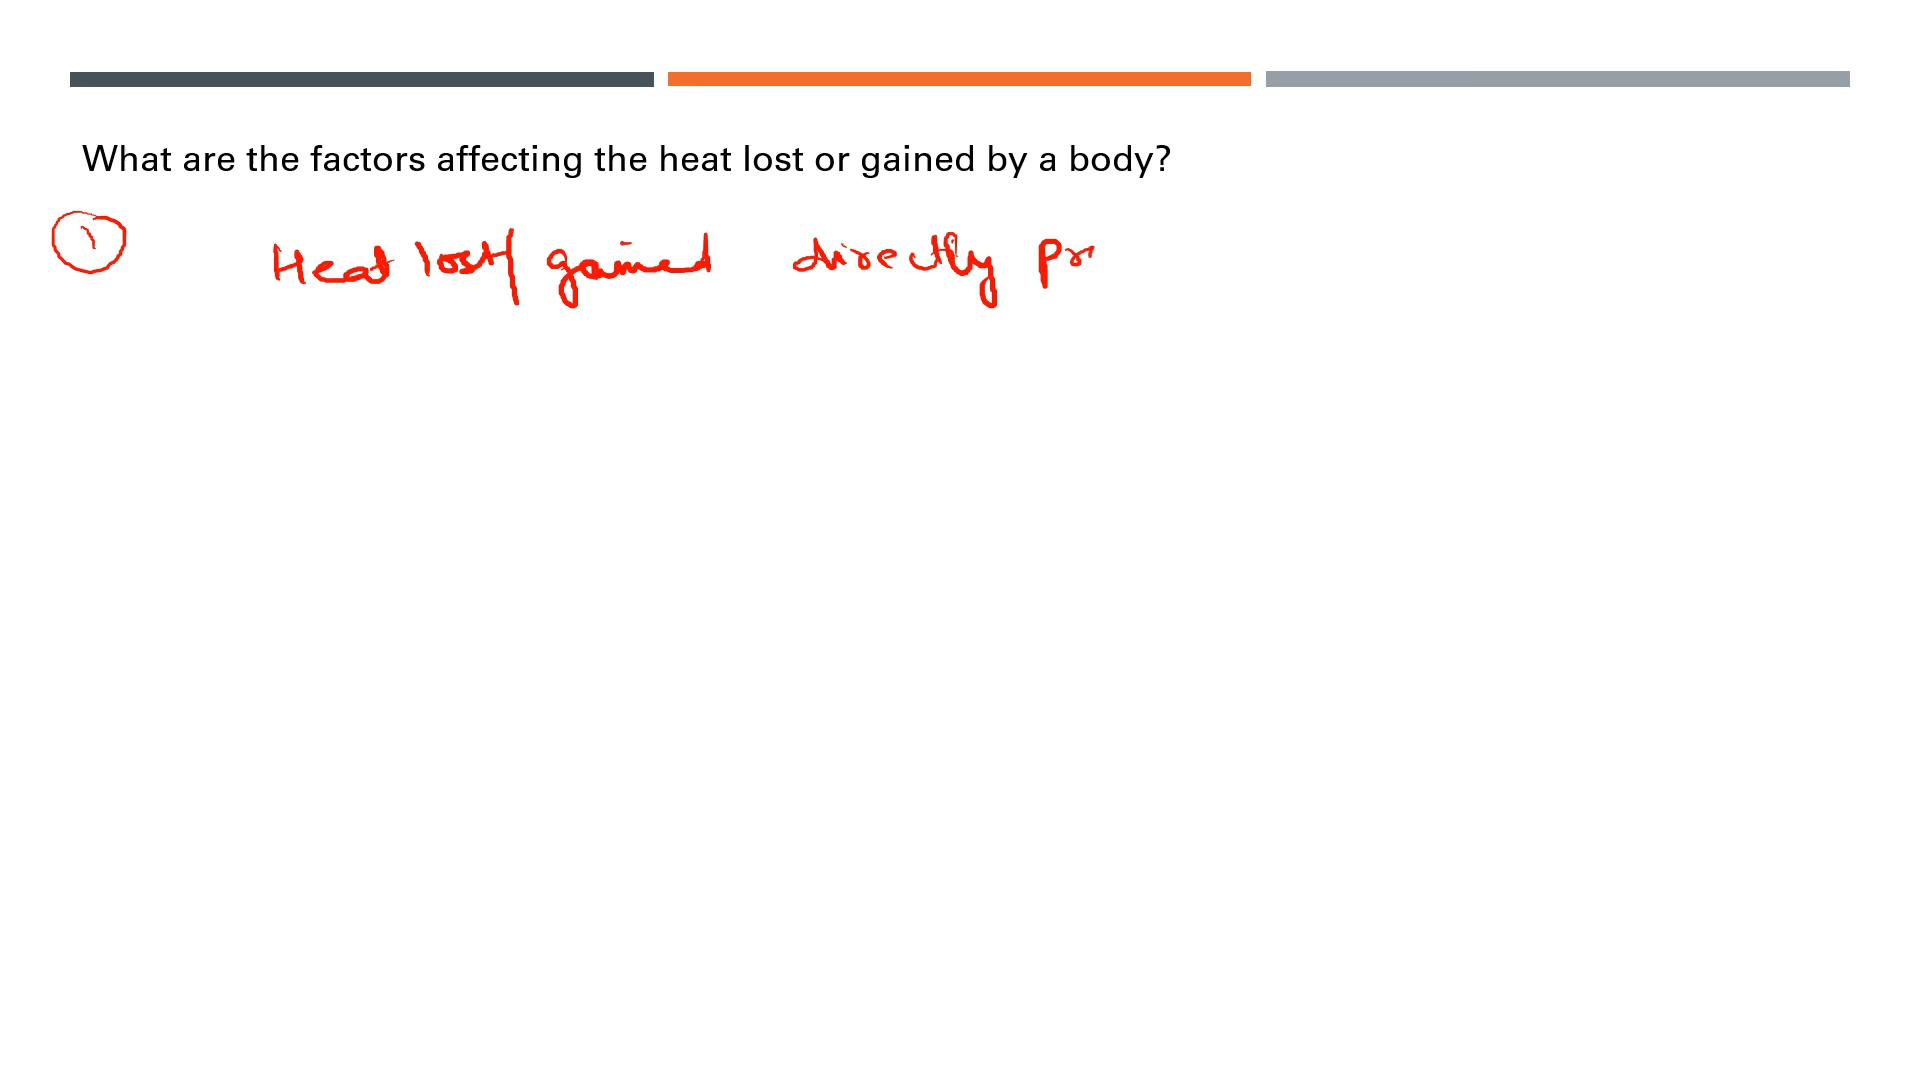 What are the factors affecting the heat lost or gained by a body?
1 Heat lost/ gained directly pr